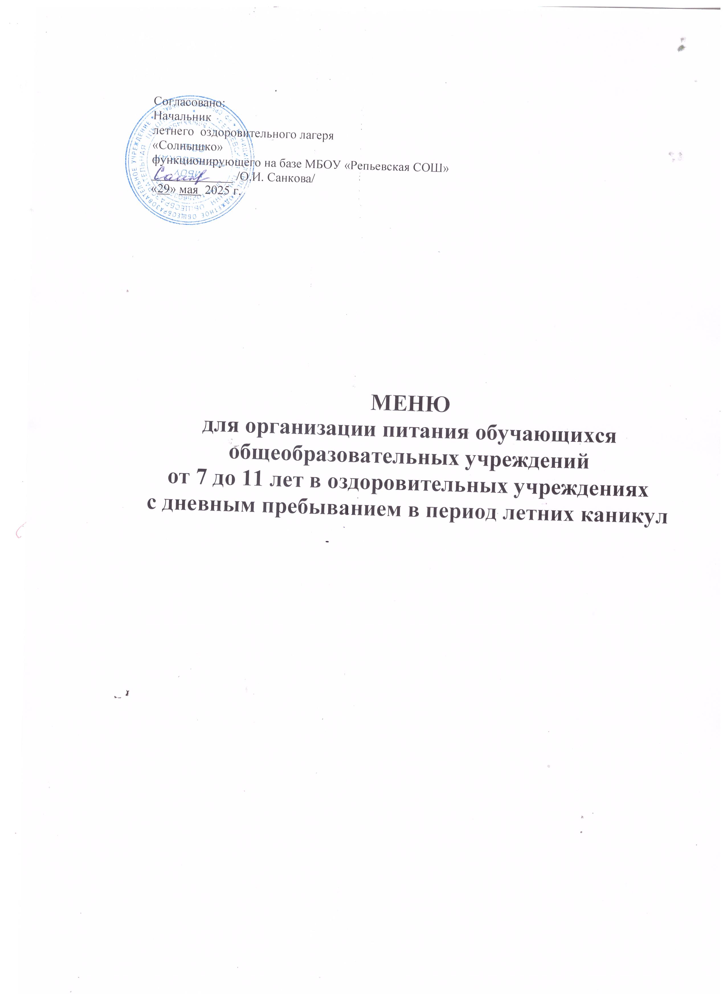 Согласовано:
Начальник
летнего оздоровительного лагеря
«Солнышко»
функционирующего на базе МБОУ «Репьевская СОШ»
/О.И. Санкова/
«29» мая 2025 г.
МЕНЮ
для организации питания обучающихся
общеобразовательных учреждений
от 7 до 11 лет в оздоровительных учреждениях
с дневным пребыванием в период летних каникул